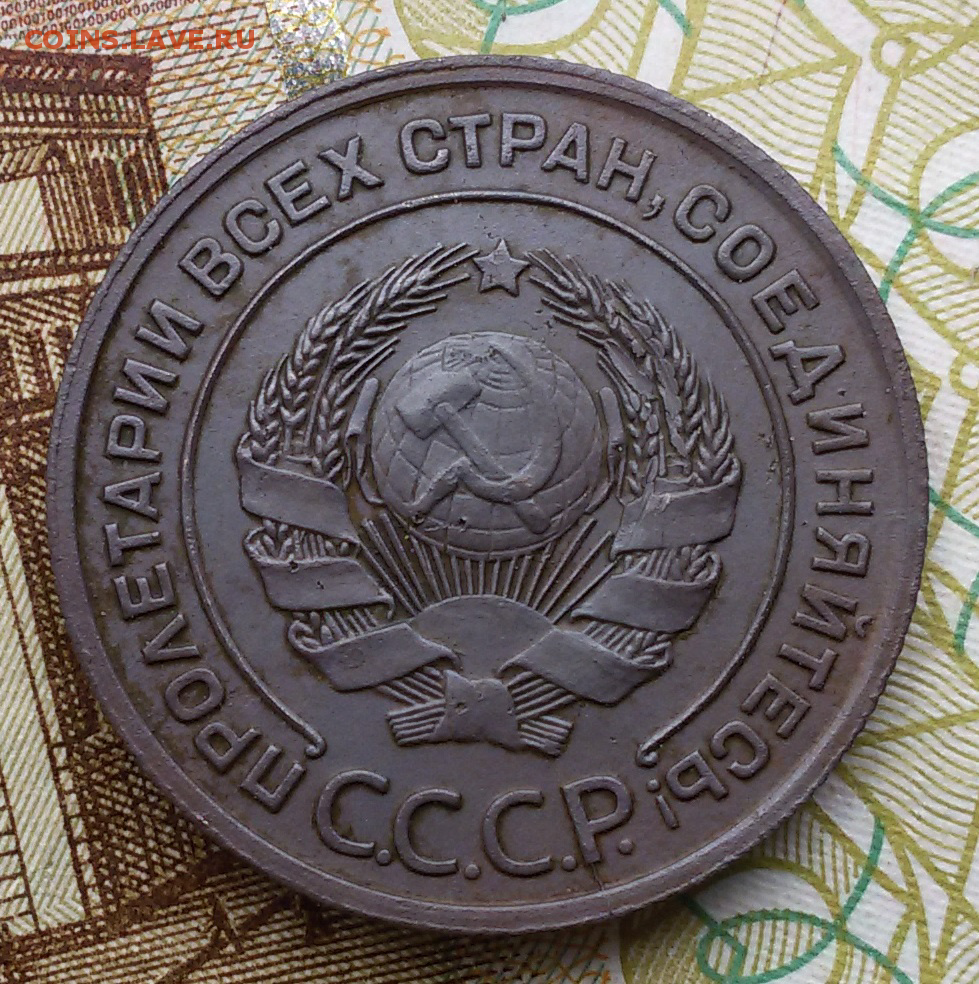 COINS.LAVE.RU
ПРОЛЕТАРИИ ВСЕХ СТРАН, СОЕДИНЯЙТЕСЬ!
С.С.С.Р.